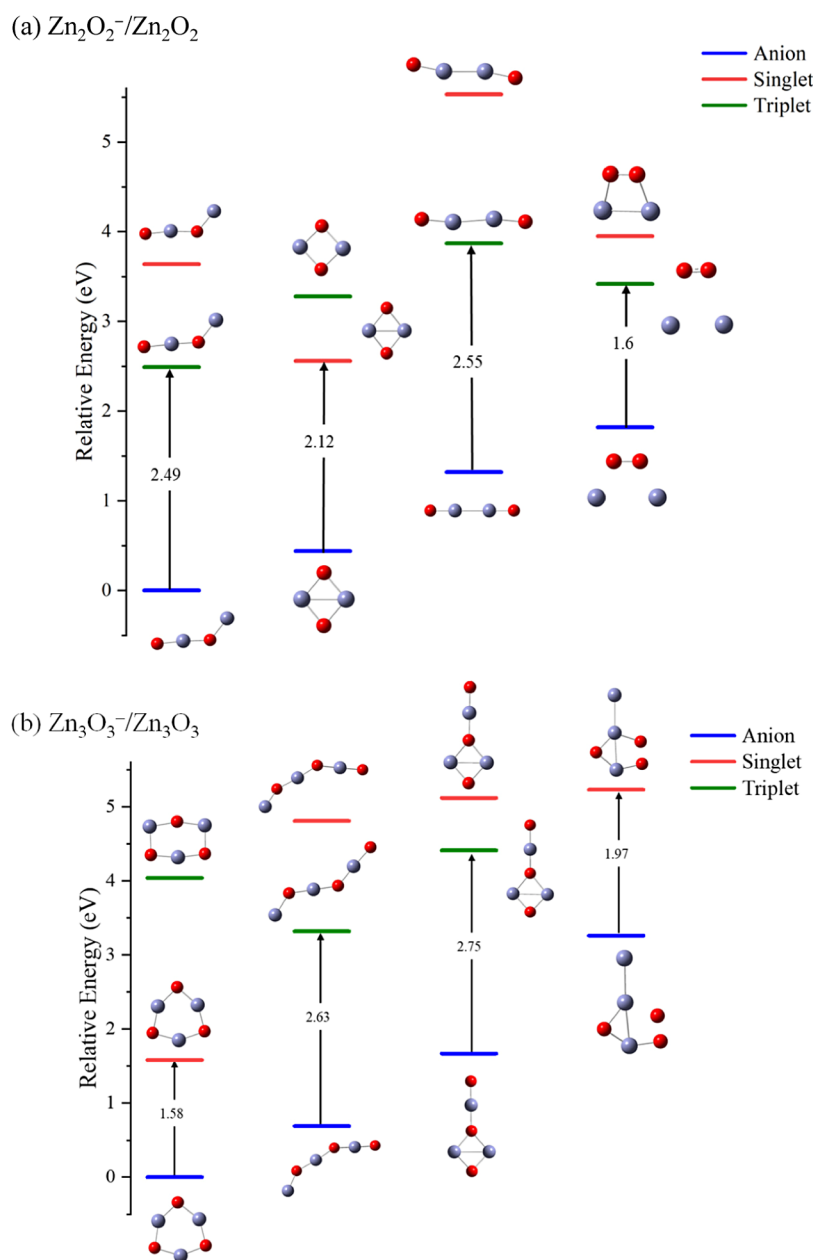 (a) Zn₂O₂⁻/Zn₂O₂
Anion
Singlet
Triplet
Relative Energy (eV)
5
4
3
2
1
0
2.49
2.12
2.55
1.6
(b) Zn₃O₃⁻/Zn₃O₃
Anion
Singlet
Triplet
Relative Energy (eV)
5
4
3
2
1
0
1.58
2.63
2.75
1.97